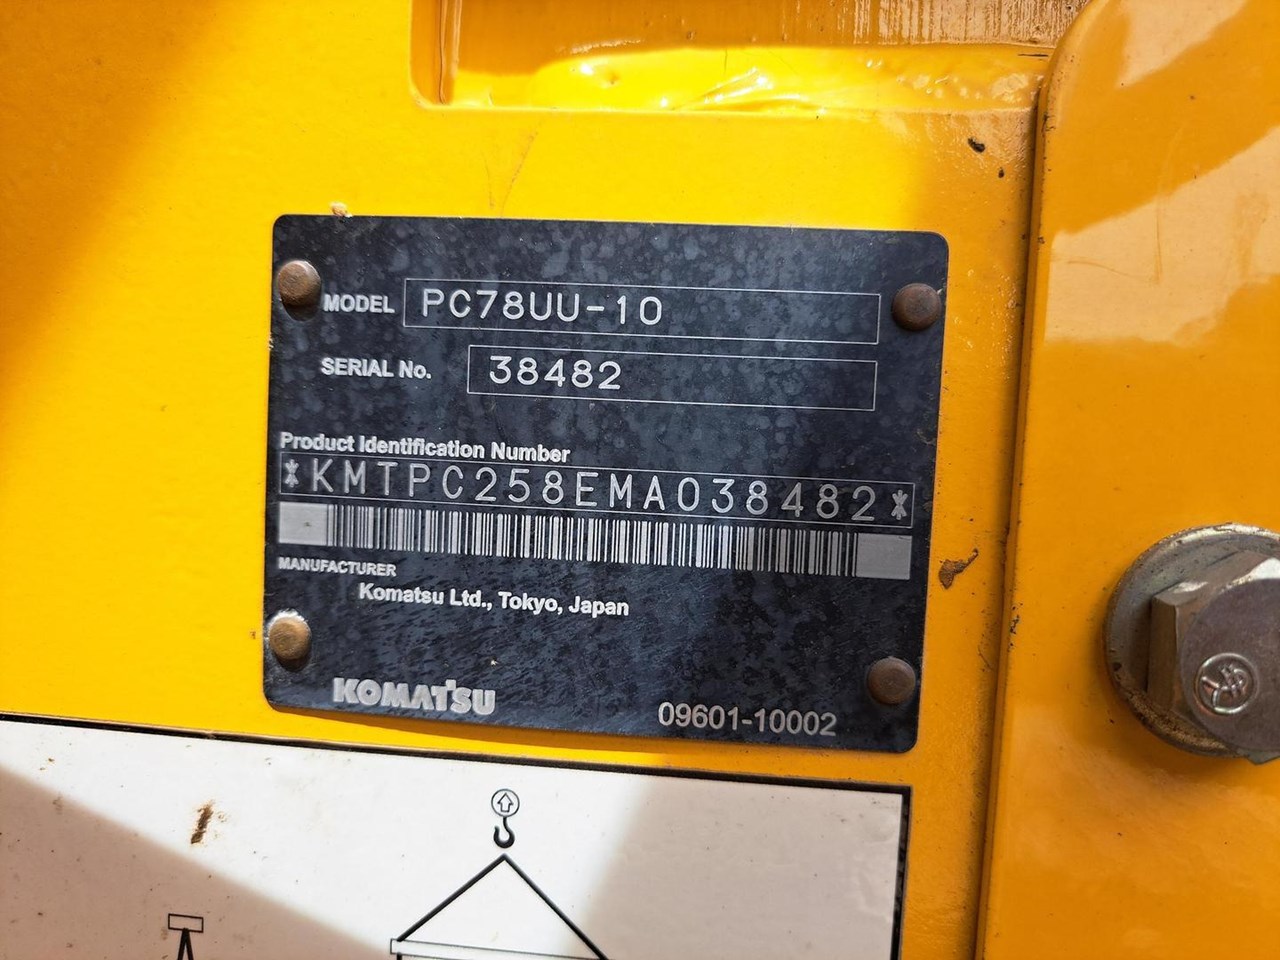 MODEL PC78UU-10
SERIAL No. 38482
Product Identification Number
*KMTPC258EMA038482*
MANUFACTURER
Komatsu Ltd., Tokyo, Japan
KOMATSU
09601-10002